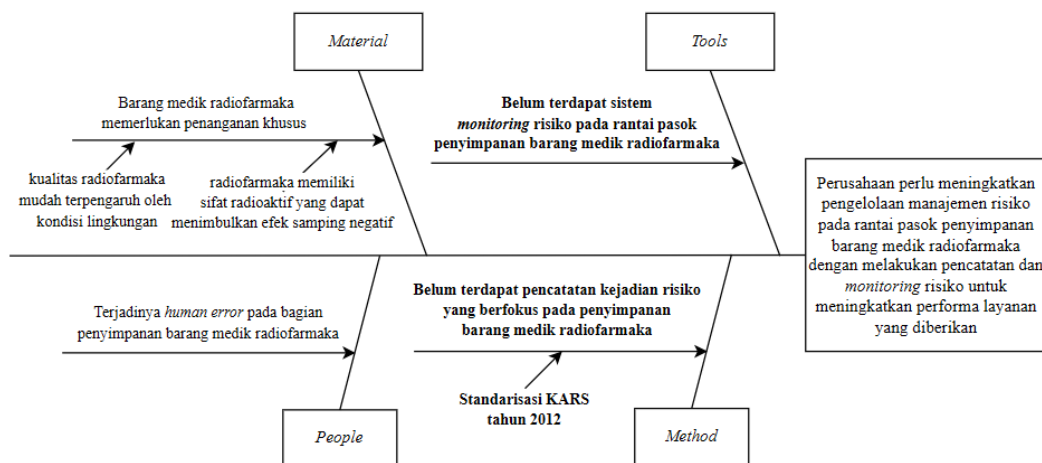 Material
Tools
Barang medik radiofarmaka
memerlukan penanganan khusus
kualitas radiofarmaka
mudah terpengaruh oleh
kondisi lingkungan
radiofarmaka memiliki
sifat radioaktif yang dapat
menimbulkan efek samping negatif
Belum terdapat sistem
monitoring risiko pada rantai pasok
penyimpanan barang medik radiofarmaka
Perusahaan perlu meningkatkan
pengelolaan manajemen risiko
pada rantai pasok penyimpanan
barang medik radiofarmaka
dengan melakukan pencatatan dan
monitoring risiko untuk
meningkatkan performa layanan
yang diberikan
Terjadinya human error pada bagian
penyimpanan barang medik radiofarmaka
Belum terdapat pencatatan kejadian risiko
yang berfokus pada penyimpanan
barang medik radiofarmaka
Standarisasi KARS
tahun 2012
People
Method